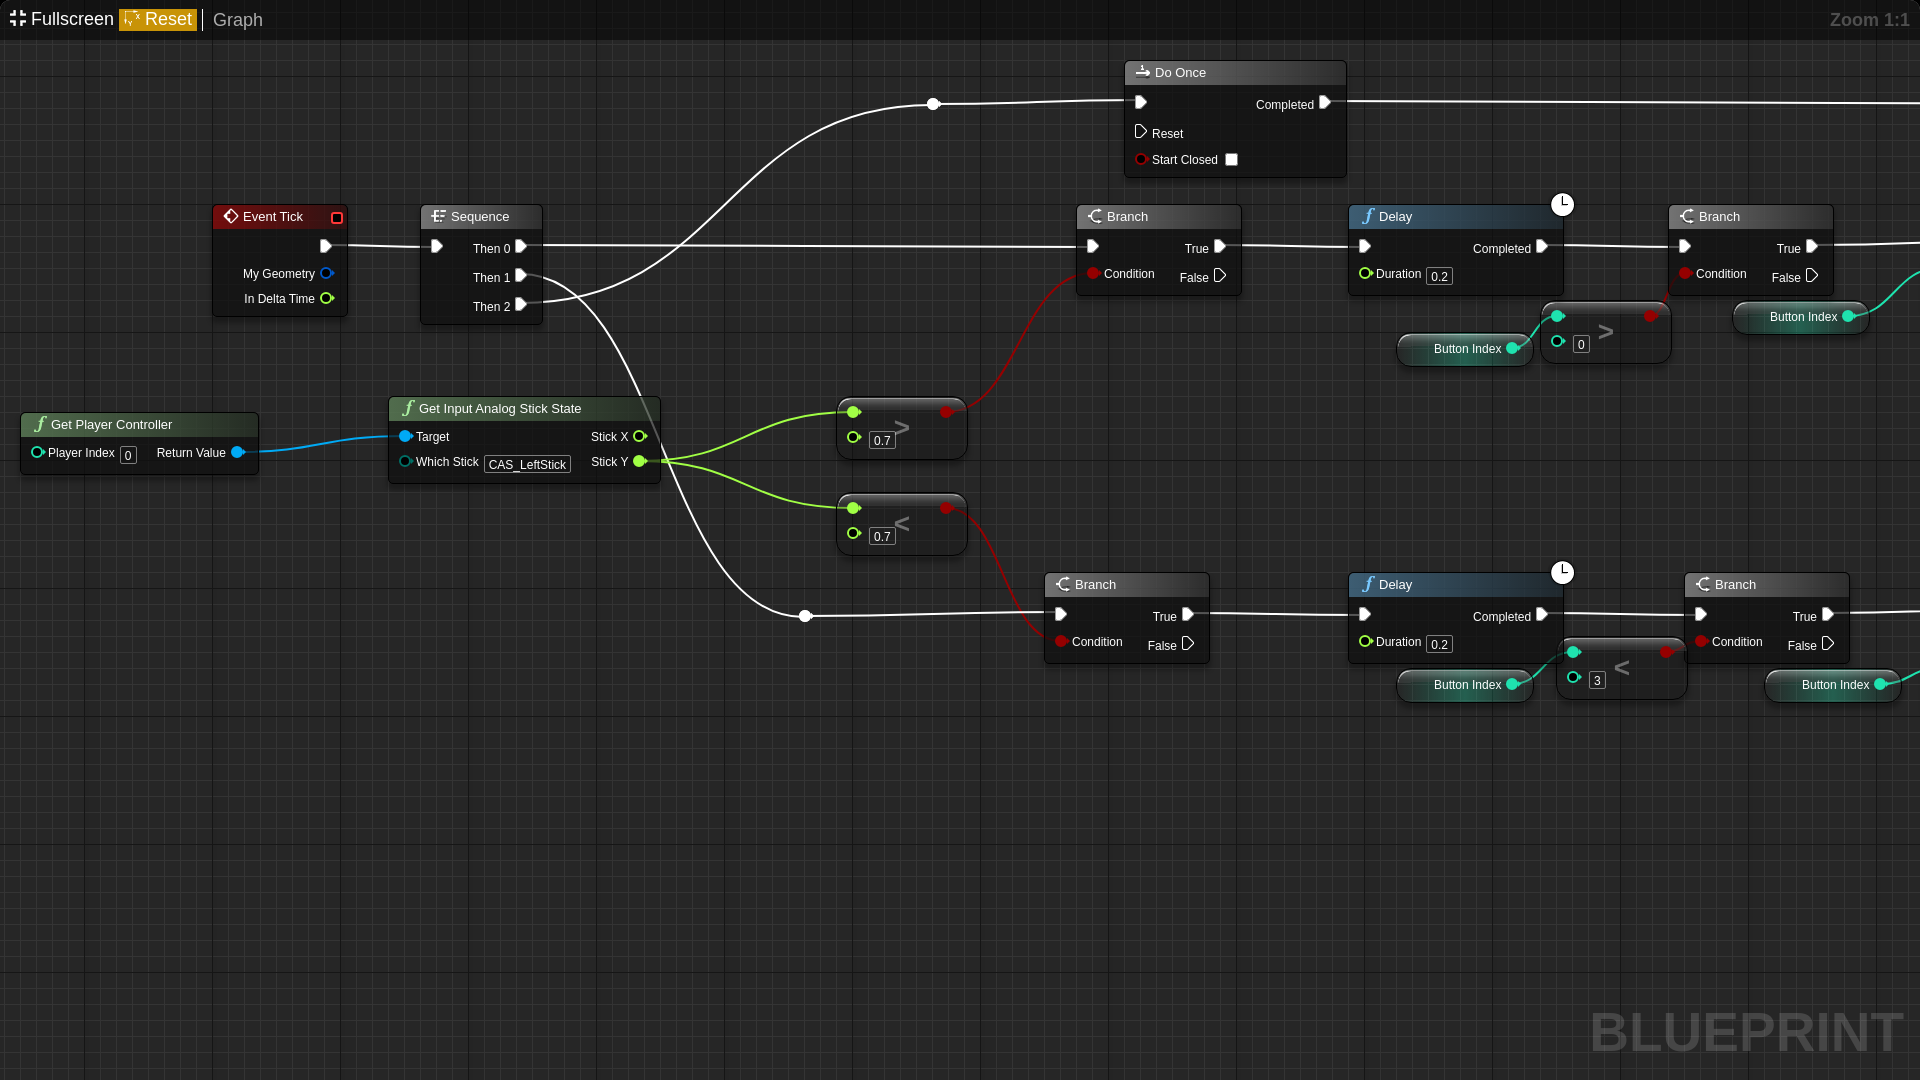 Fullscreen Reset Graph Zoom 1:1
Do Once
Completed
Reset
Start Closed
Event Tick
My Geometry
In Delta Time
Sequence
Then 0
Then 1
Then 2
Branch
True
Condition
False
Delay
Completed
Duration 0.2
Branch
True
Condition
False
Button Index
0
>
Button Index
Get Player Controller
Player Index 0 Return Value
Get Input Analog Stick State
Target Stick X
Which Stick CAS_LeftStick Stick Y
>
0.7
<
0.7
Branch
True
Condition
False
Delay
Completed
Duration 0.2
Branch
True
Condition
False
Button Index
<
3
Button Index
BLUEPRINT